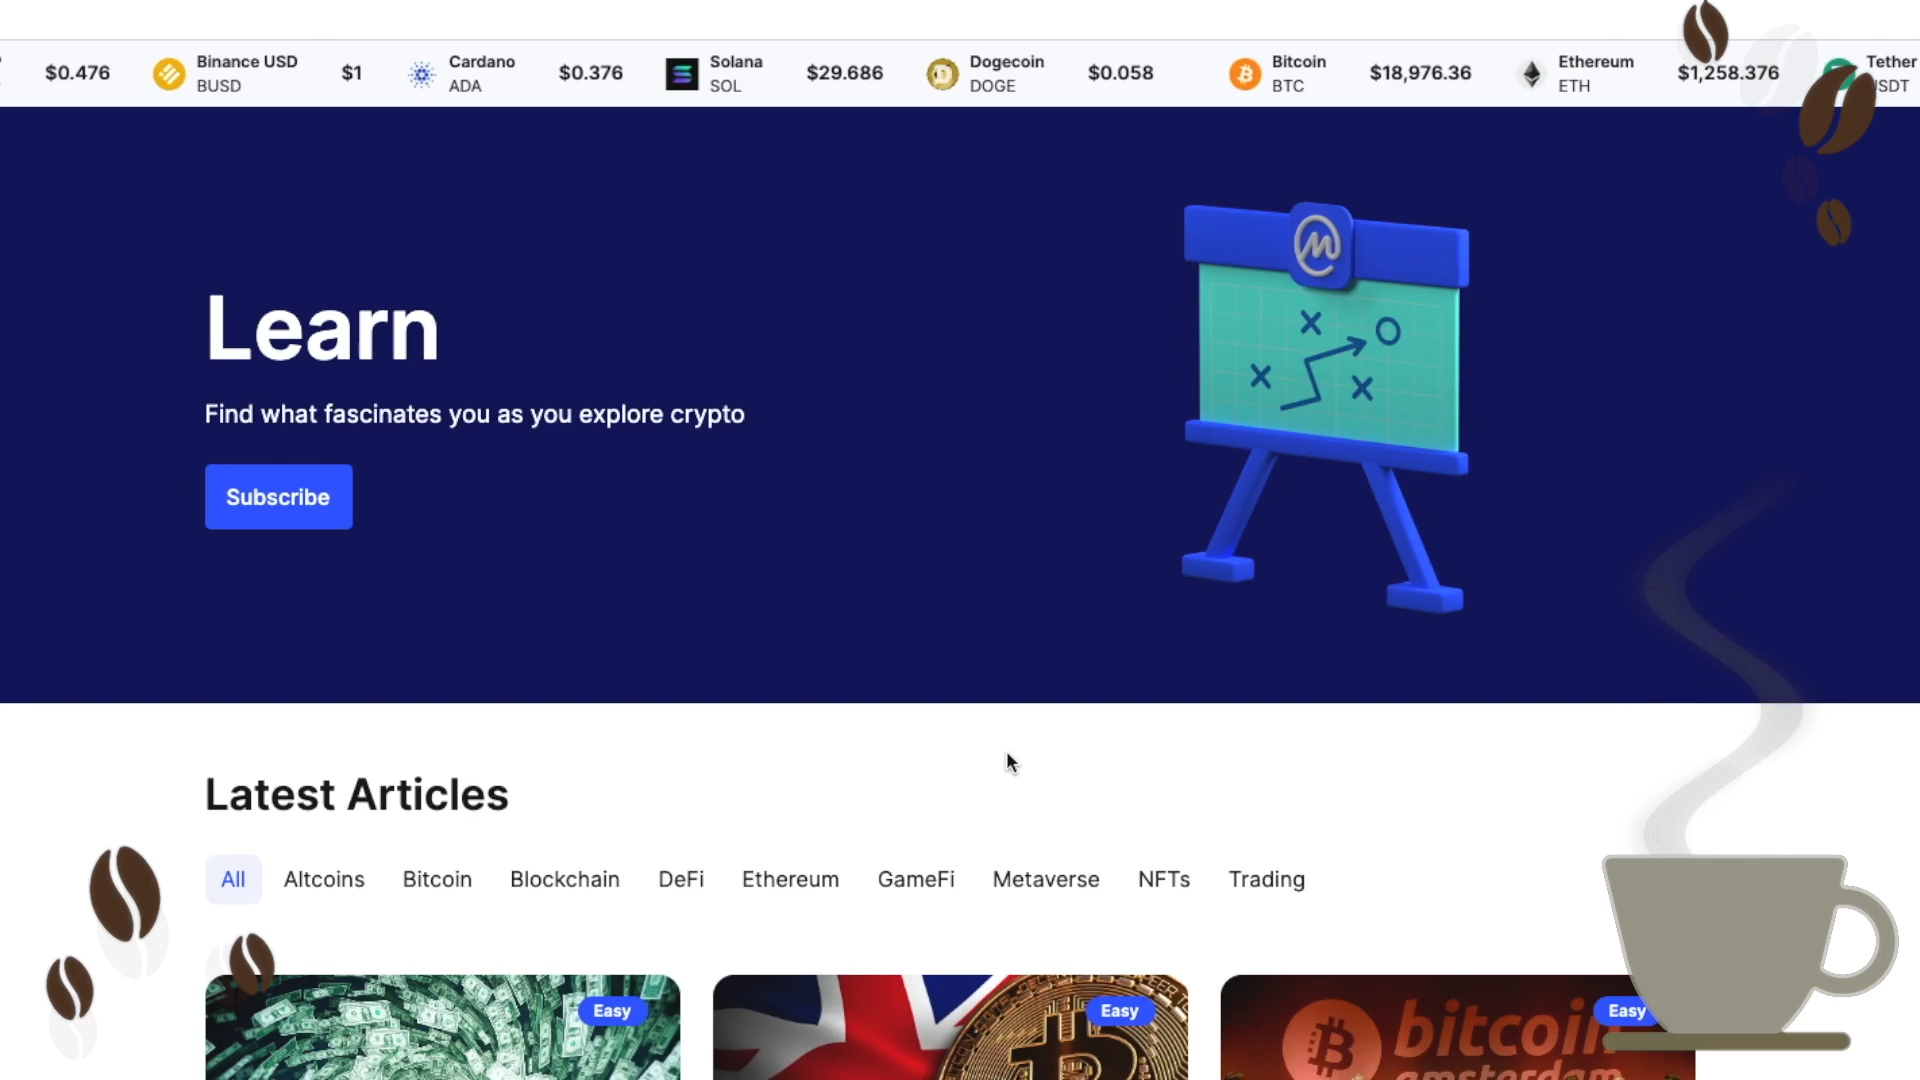 $0.476 Binance USD $1 Cardano $0.376 Solana $29.686 Dogecoin $0.058 Bitcoin $18,976.36 Ethereum $1,258.376 Tether
BUSD ADA SOL DOGE BTC ETH
Learn
Find what fascinates you as you explore crypto
Subscribe
Latest Articles
All Altcoins Bitcoin Blockchain DeFi Ethereum GameFi Metaverse NFTs Trading
Easy Easy Easy
bitcoin
amsterdam